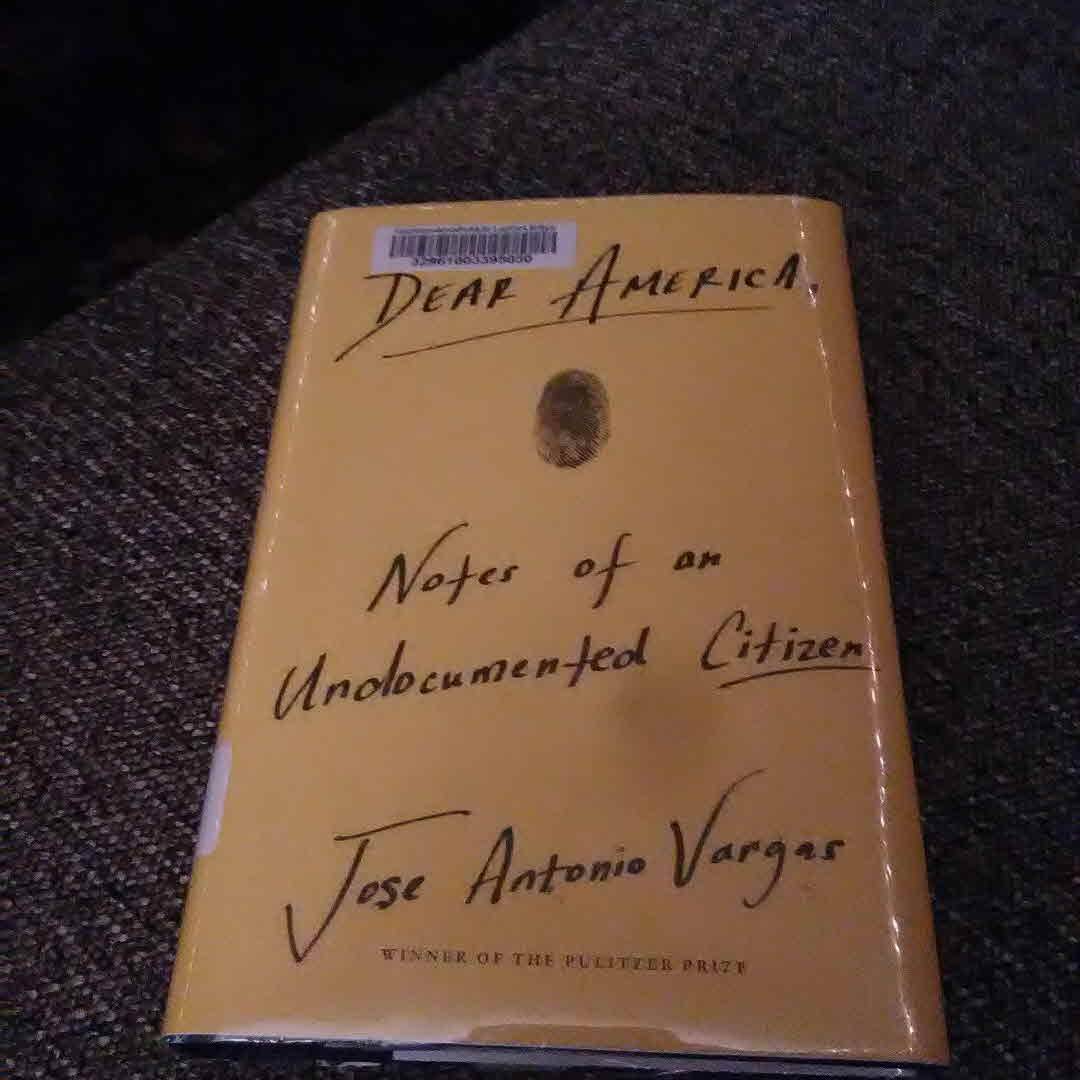 DEAR AMERICA,
Notes of an
Undocumented Citizen
Jose Antonio Vargas
WINNER OF THE PULITZER PRIZE